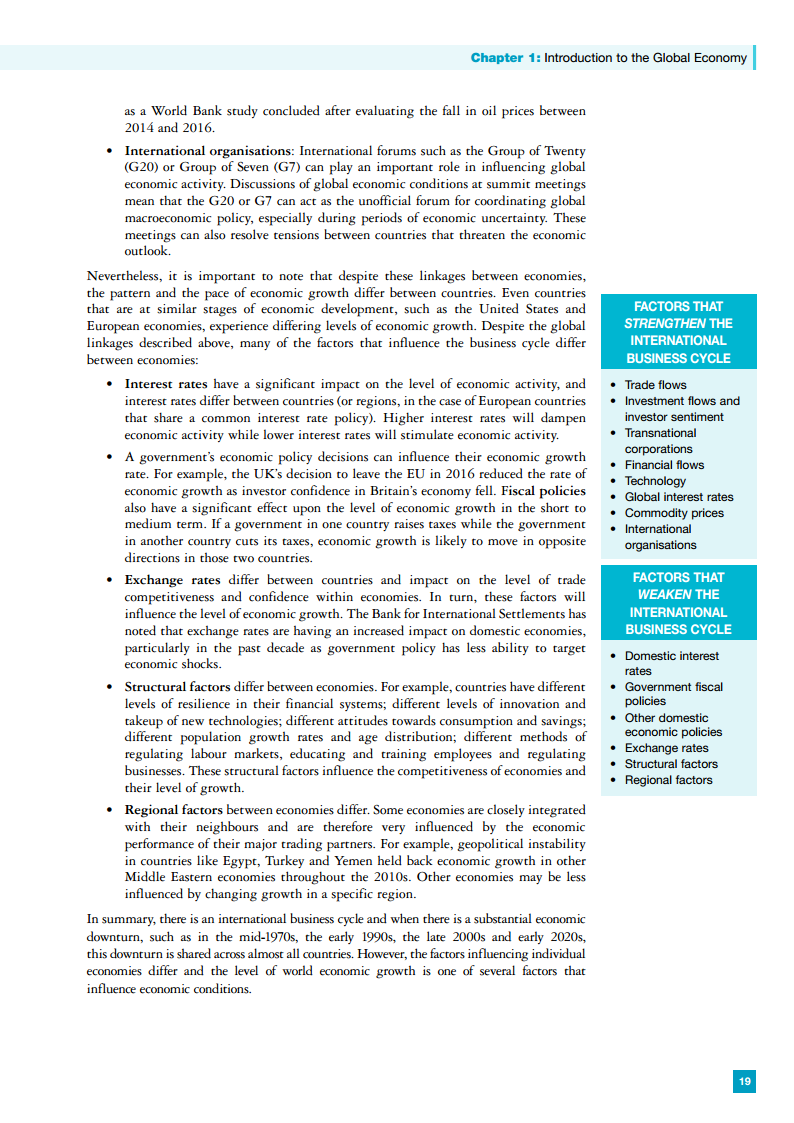 Chapter 1: Introduction to the Global Economy
as a World Bank study concluded after evaluating the fall in oil prices between
2014 and 2016.
• International organisations: International forums such as the Group of Twenty
(G20) or Group of Seven (G7) can play an important role in influencing global
economic activity. Discussions of global economic conditions at summit meetings
mean that the G20 or G7 can act as the unofficial forum for coordinating global
macroeconomic policy, especially during periods of economic uncertainty. These
meetings can also resolve tensions between countries that threaten the economic
outlook.
Nevertheless, it is important to note that despite these linkages between economies,
the pattern and the pace of economic growth differ between countries. Even countries
that are at similar stages of economic development, such as the United States and
European economies, experience differing levels of economic growth. Despite the global
linkages described above, many of the factors that influence the business cycle differ
between economies:
• Interest rates have a significant impact on the level of economic activity, and
interest rates differ between countries (or regions, in the case of European countries
that share a common interest rate policy). Higher interest rates will dampen
economic activity while lower interest rates will stimulate economic activity.
• A government's economic policy decisions can influence their economic growth
rate. For example, the UK's decision to leave the EU in 2016 reduced the rate of
economic growth as investor confidence in Britain's economy fell. Fiscal policies
also have a significant effect upon the level of economic growth in the short to
medium term. If a government in one country raises taxes while the government
in another country cuts its taxes, economic growth is likely to move in opposite
directions in those two countries.
• Exchange rates differ between countries and impact on the level of trade
competitiveness and confidence within economies. In turn, these factors will
influence the level of economic growth. The Bank for International Settlements has
noted that exchange rates are having an increased impact on domestic economies,
particularly in the past decade as government policy has less ability to target
economic shocks.
• Structural factors differ between economies. For example, countries have different
levels of resilience in their financial systems; different levels of innovation and
takeup of new technologies; different attitudes towards consumption and savings;
different population growth rates and age distribution; different methods of
regulating labour markets, educating and training employees and regulating
businesses. These structural factors influence the competitiveness of economies and
their level of growth.
• Regional factors between economies differ. Some economies are closely integrated
with their neighbours and are therefore very influenced by the economic
performance of their major trading partners. For example, geopolitical instability
in countries like Egypt, Turkey and Yemen held back economic growth in other
Middle Eastern economies throughout the 2010s. Other economies may be less
influenced by changing growth in a specific region.
In summary, there is an international business cycle and when there is a substantial economic
downturn, such as in the mid-1970s, the early 1990s, the late 2000s and early 2020s,
this downturn is shared across almost all countries. However, the factors influencing individual
economies differ and the level of world economic growth is one of several factors that
influence economic conditions.
FACTORS THAT
STRENGTHEN THE
INTERNATIONAL
BUSINESS CYCLE
• Trade flows
• Investment flows and
investor sentiment
• Transnational
corporations
• Financial flows
• Technology
• Global interest rates
• Commodity prices
• International
organisations
FACTORS THAT
WEAKEN THE
INTERNATIONAL
BUSINESS CYCLE
• Domestic interest
rates
• Government fiscal
policies
• Other domestic
economic policies
• Exchange rates
• Structural factors
• Regional factors
19